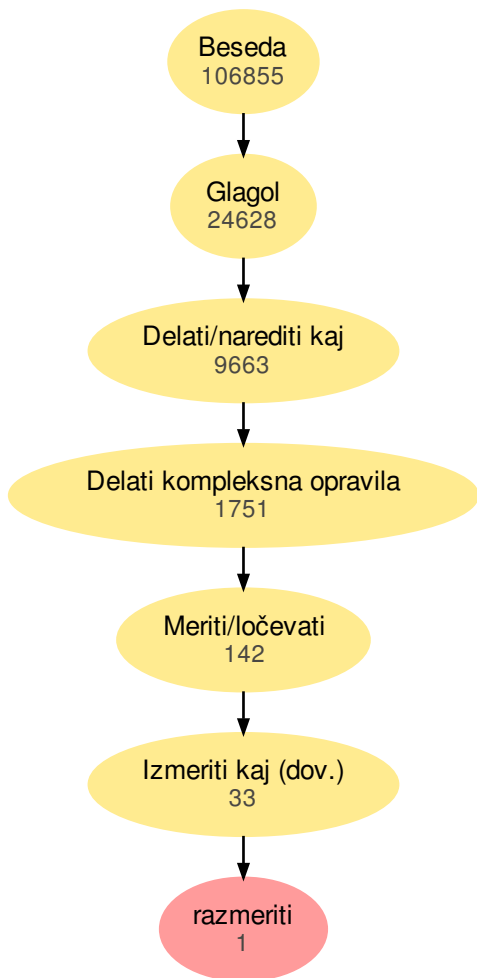 Beseda
106855
Glagol
24628
Delati/narediti kaj
9663
Delati kompleksna opravila
1751
Meriti/ločevati
142
Izmeriti kaj (dov.)
33
razmeriti
1